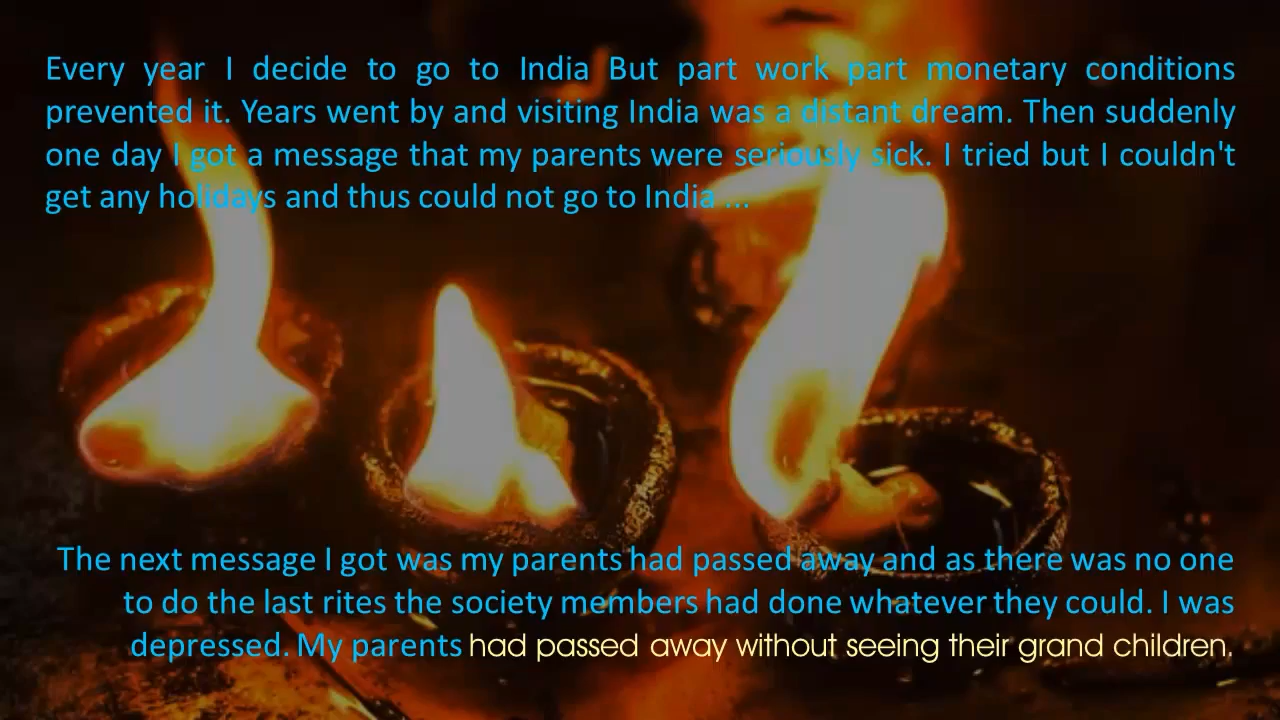 Every year I decide to go to India But part work part monetary conditions
prevented it. Years went by and visiting India was a distant dream. Then suddenly
one day I got a message that my parents were seriously sick. I tried but I couldn't
get any holidays and thus could not go to India ...
The next message I got was my parents had passed away and as there was no one
to do the last rites the society members had done whatever they could. I was
depressed. My parents had passed away without seeing their grand children.